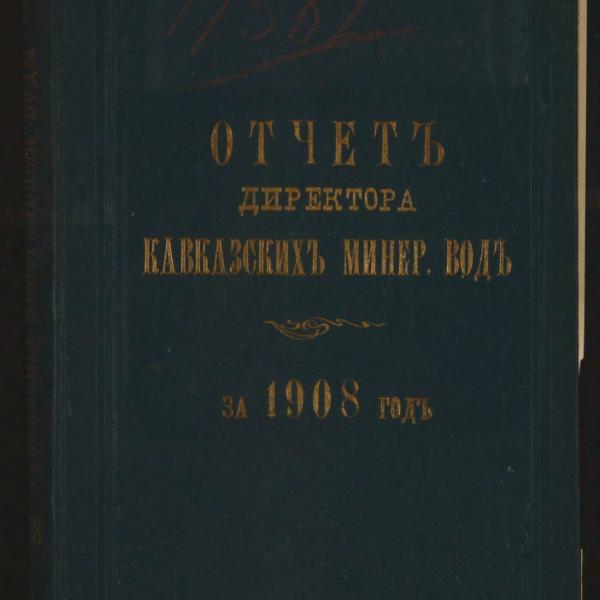 ОТЧЕТЪ
ДИРЕКТОРА
КАВКАЗСКИХЪ МИНЕР. ВОДЪ
ЗА 1908 ГОДЪ